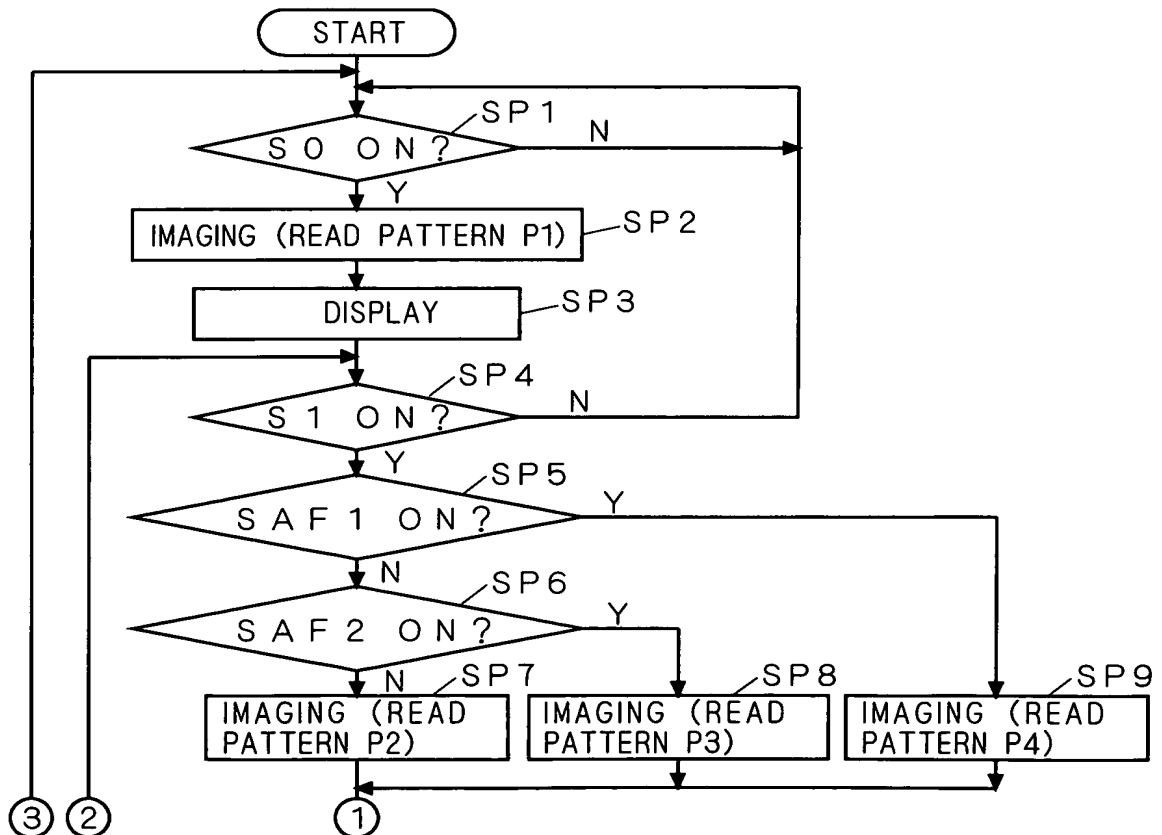 START
SP1
S0 ON?
N
Y
IMAGING (READ PATTERN P1)
SP2
DISPLAY
SP3
SP4
S1 ON?
N
Y
SP5
SAF1 ON?
Y
N
SP6
SAF2 ON?
Y
N
SP7
SP8
SP9
IMAGING (READ
PATTERN P2)
IMAGING (READ
PATTERN P3)
IMAGING (READ
PATTERN P4)
3
2
1